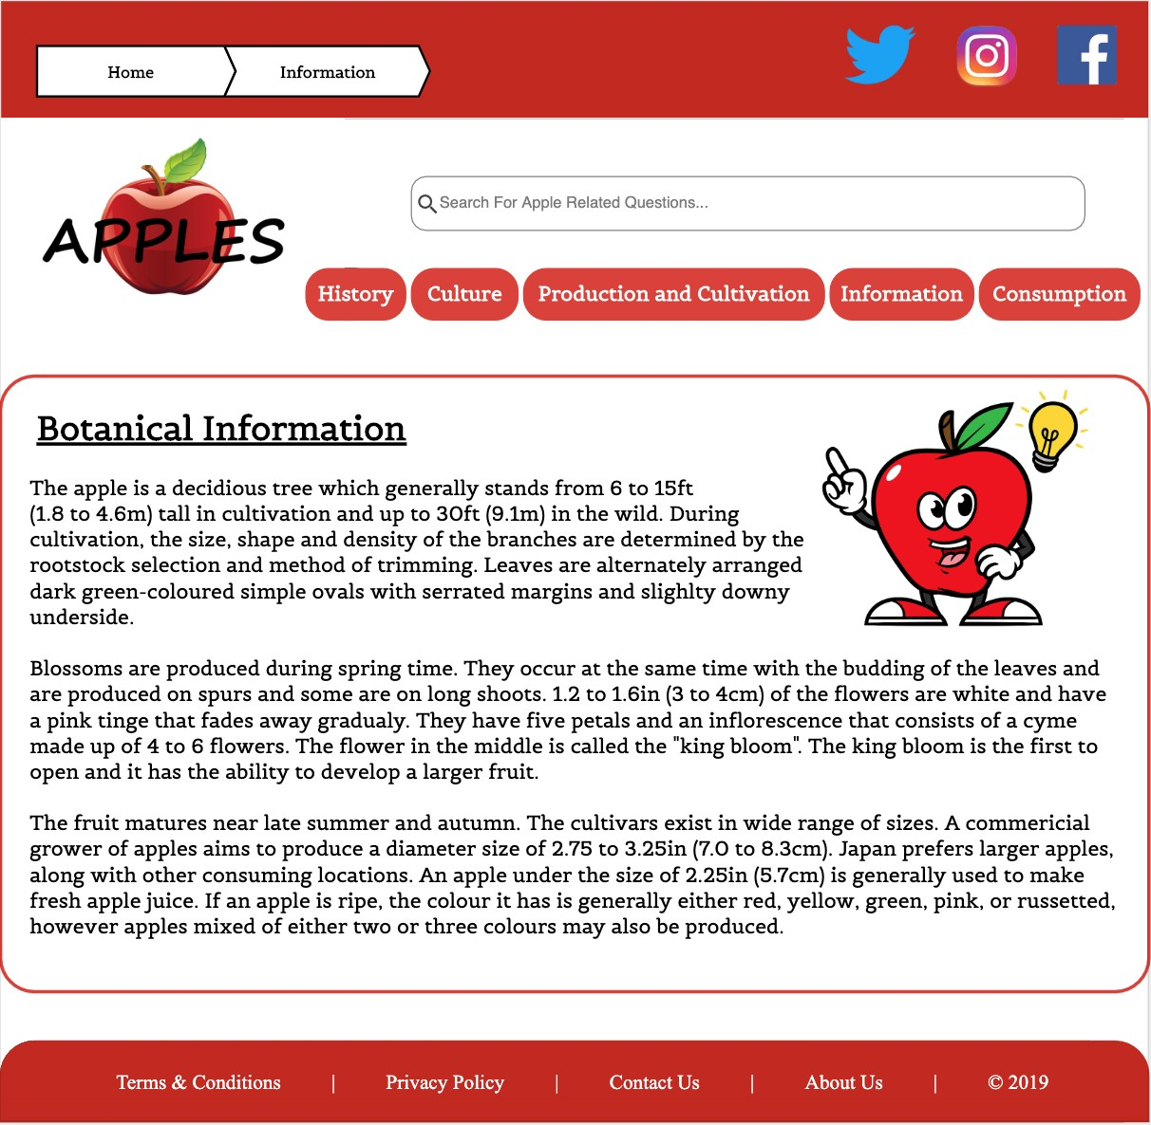 Home
Information
APPLES
Search For Apple Related Questions...
History
Culture
Production and Cultivation
Information
Consumption
Botanical Information
The apple is a decidious tree which generally stands from 6 to 15ft
(1.8 to 4.6m) tall in cultivation and up to 30ft (9.1m) in the wild. During
cultivation, the size, shape and density of the branches are determined by the
rootstock selection and method of trimming. Leaves are alternately arranged
dark green-coloured simple ovals with serrated margins and slighlty downy
underside.
Blossoms are produced during spring time. They occur at the same time with the budding of the leaves and
are produced on spurs and some are on long shoots. 1.2 to 1.6in (3 to 4cm) of the flowers are white and have
a pink tinge that fades away gradualy. They have five petals and an inflorescence that consists of a cyme
made up of 4 to 6 flowers. The flower in the middle is called the "king bloom". The king bloom is the first to
open and it has the ability to develop a larger fruit.
The fruit matures near late summer and autumn. The cultivars exist in wide range of sizes. A commericial
grower of apples aims to produce a diameter size of 2.75 to 3.25in (7.0 to 8.3cm). Japan prefers larger apples,
along with other consuming locations. An apple under the size of 2.25in (5.7cm) is generally used to make
fresh apple juice. If an apple is ripe, the colour it has is generally either red, yellow, green, pink, or russetted,
however apples mixed of either two or three colours may also be produced.
Terms & Conditions | Privacy Policy | Contact Us | About Us | © 2019